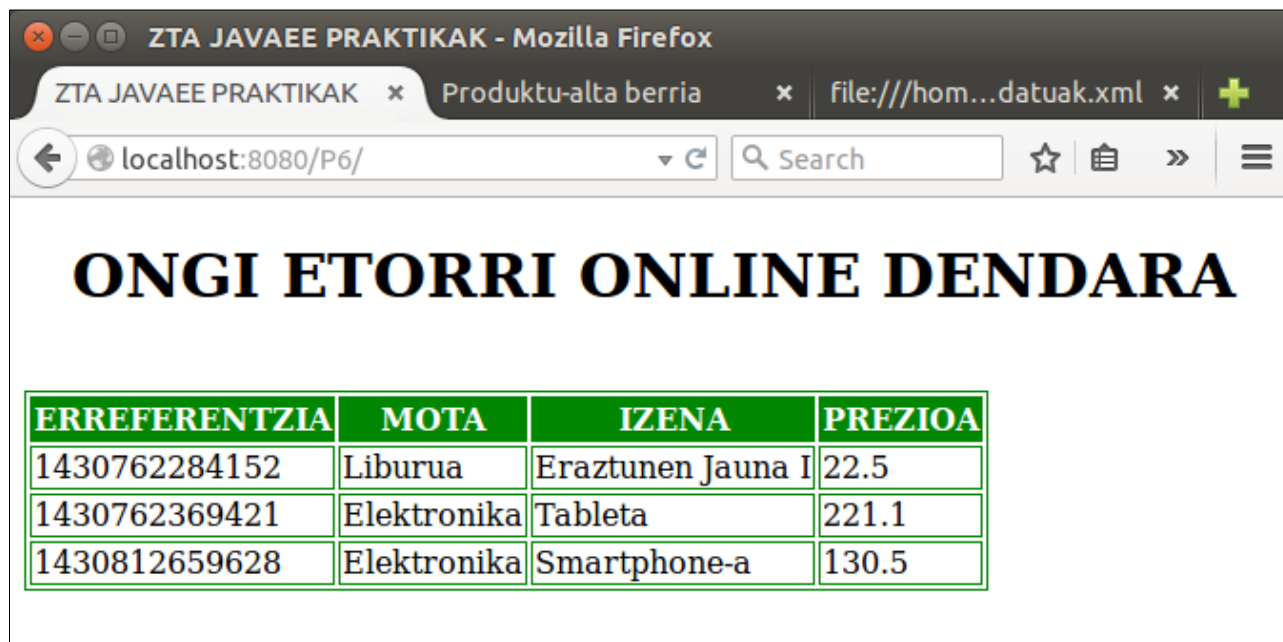 ZTA JAVAEE PRAKTIKAK - Mozilla Firefox
ZTA JAVAEE PRAKTIKAK Produktu-alta berria file:///hom...datuak.xml
localhost:8080/P6/ Search
ONGI ETORRI ONLINE DENDARA
ERREFERENTZIA MOTA IZENA PREZIOA
1430762284152 Liburua Eraztunen Jauna I 22.5
1430762369421 Elektronika Tableta 221.1
1430812659628 Elektronika Smartphone-a 130.5